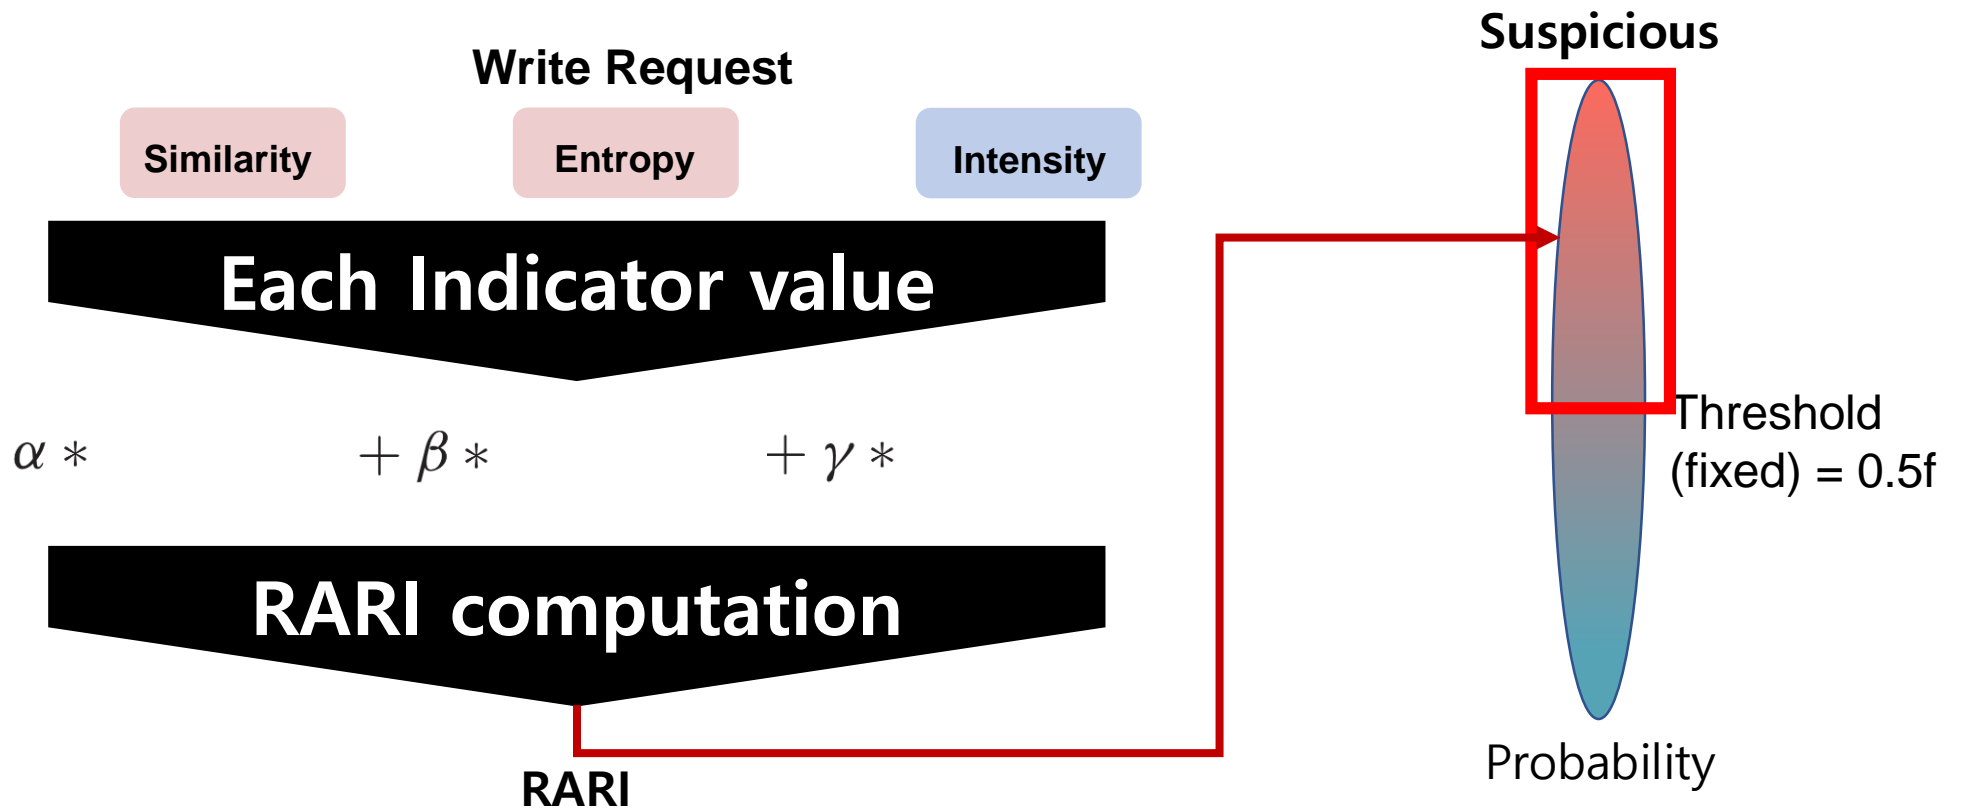 Write Request
Similarity
Entropy
Intensity
Each Indicator value
α *
+ β *
+ γ *
RARI computation
RARI
Suspicious
Threshold
(fixed) = 0.5f
Probability